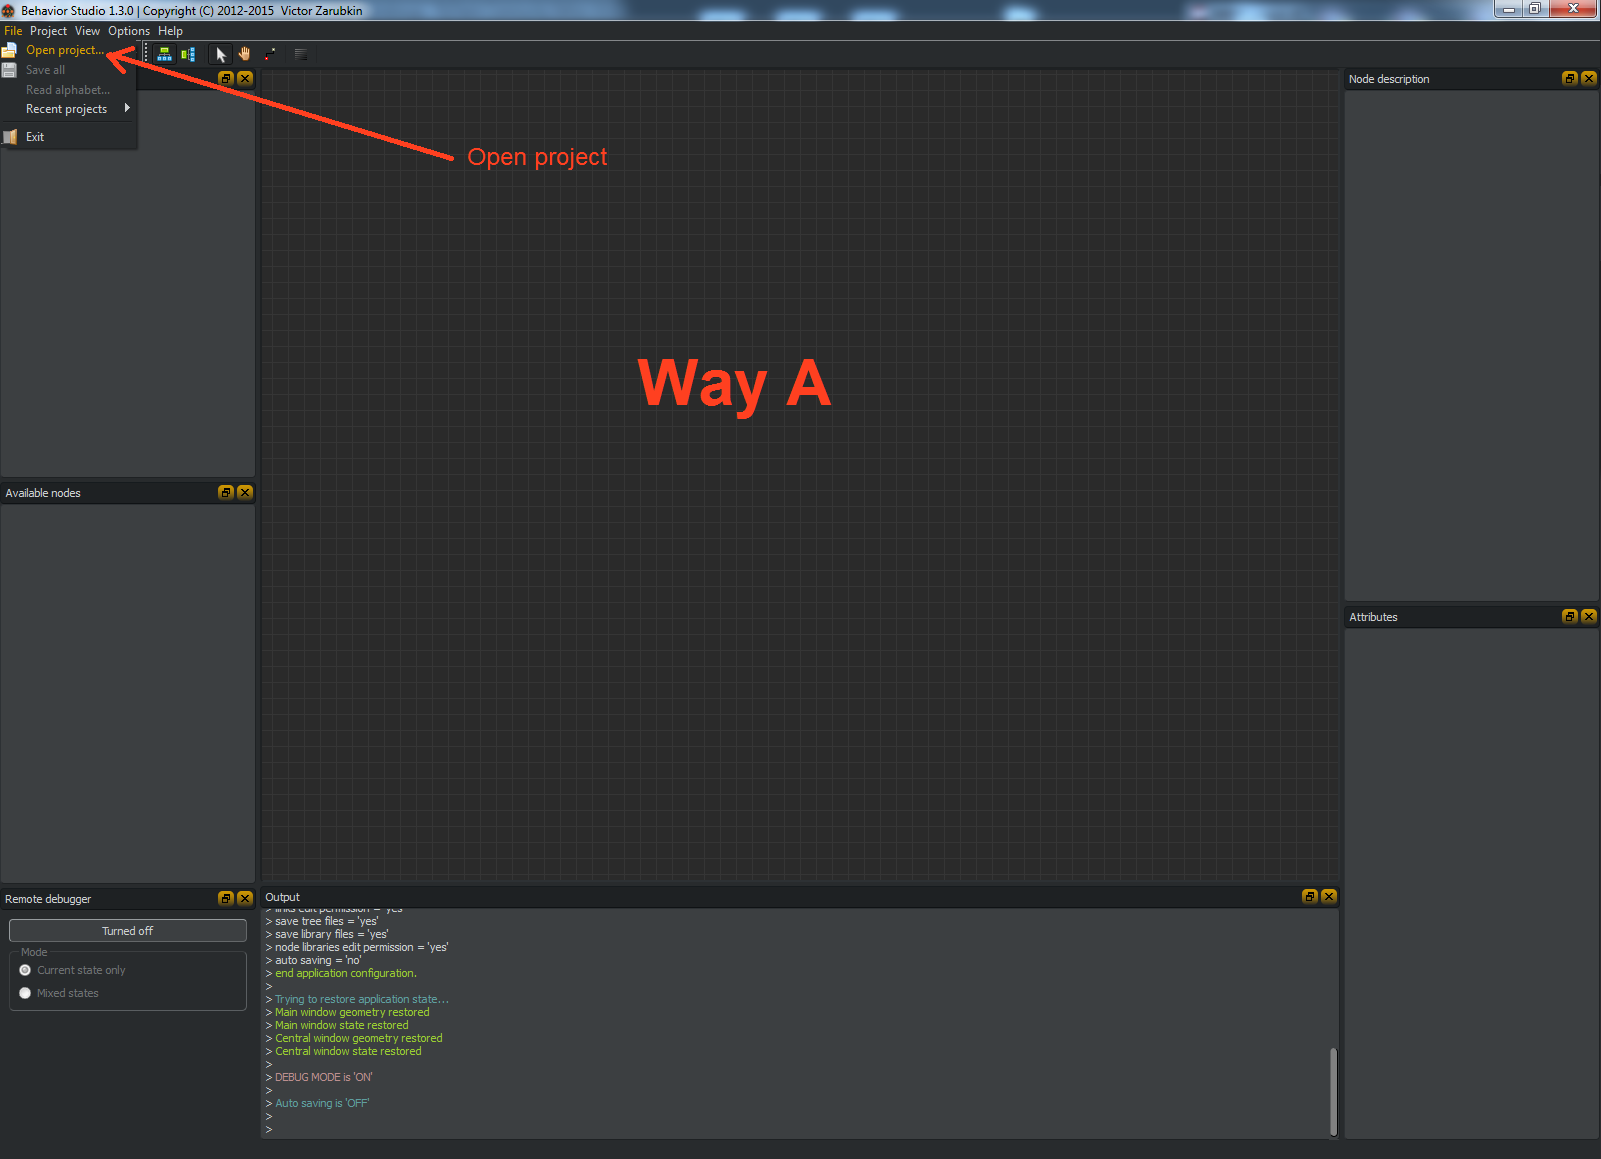 Behavior Studio 1.3.0 | Copyright (C) 2012-2015  Victor Zarubkin
File Project View Options Help
Open project...
Save all
Read alphabet...
Recent projects
Exit
Open project
Way A
Node description
Available nodes
Attributes
Remote debugger
Turned off
Mode
Current state only
Mixed states
Output
> links edit permission = 'yes'
> save tree files = 'yes'
> save library files = 'yes'
> node libraries edit permission = 'yes'
> auto saving = 'no'
> end application configuration.
>
> Trying to restore application state...
> Main window geometry restored
> Main window state restored
> Central window geometry restored
> Central window state restored
>
> DEBUG MODE is 'ON'
>
> Auto saving is 'OFF'
>
>